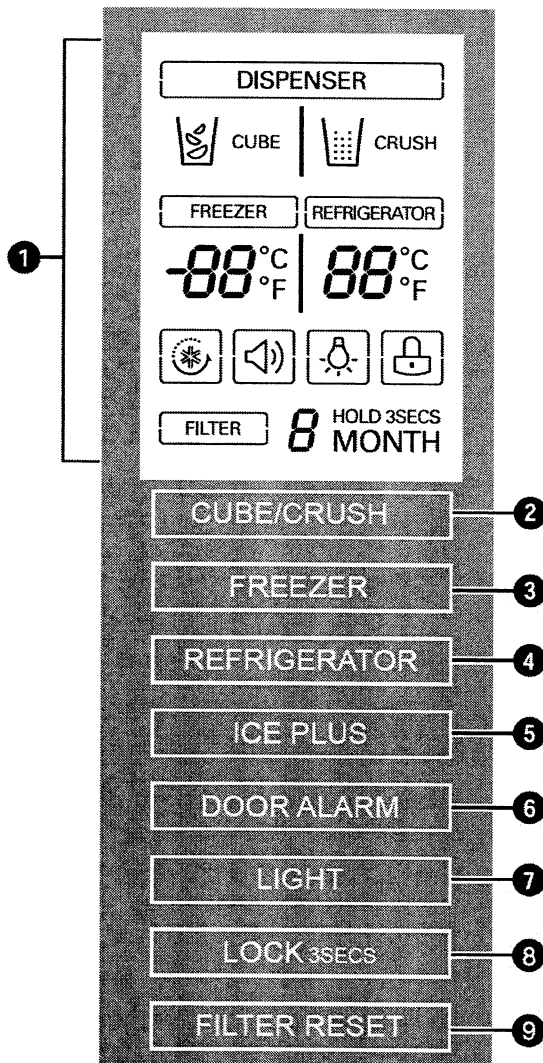 DISPENSER
CUBE CRUSH
FREEZER REFRIGERATOR
-88 °C °F 88 °C °F
FILTER 8 HOLD 3SECS
MONTH
1
CUBE/CRUSH 2
FREEZER 3
REFRIGERATOR 4
ICE PLUS 5
DOOR ALARM 6
LIGHT 7
LOCK 3SECS 8
FILTER RESET 9